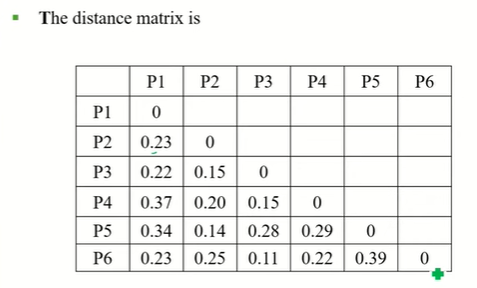 The distance matrix is
P1 P2 P3 P4 P5 P6
P1 0
P2 0.23 0
P3 0.22 0.15 0
P4 0.37 0.20 0.15 0
P5 0.34 0.14 0.28 0.29 0
P6 0.23 0.25 0.11 0.22 0.39 0